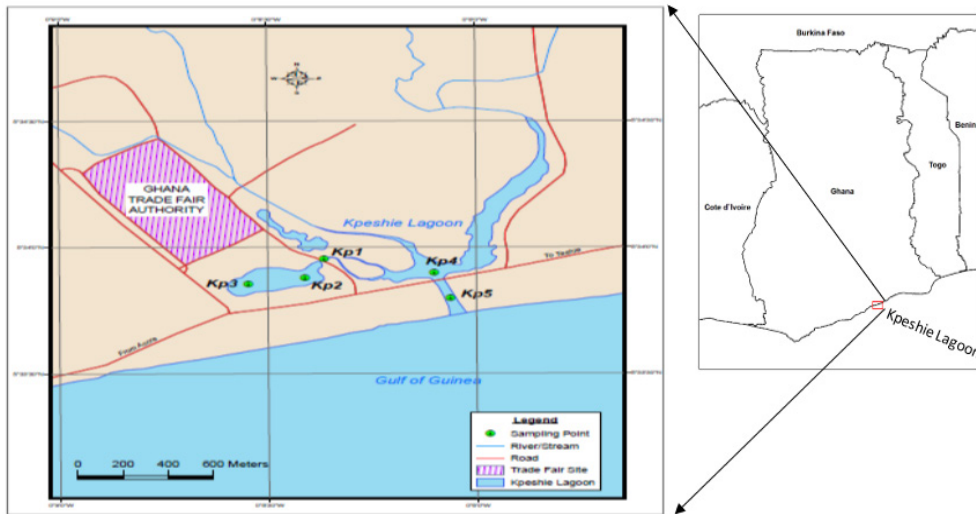 GHANA
TRADE FAIR
AUTHORITY
Kpeshie Lagoon
Kp1
Kp2
Kp3
Kp4
Kp5
To Teshie
From Accra
Gulf of Guinea
0 200 400 600 Meters
Legend
Sampling Point
River/Stream
Road
Trade Fair Site
Kpeshie Lagoon
Burkina Faso
Benin
Togo
Ghana
Cote d'Ivoire
Kpeshie Lagoon